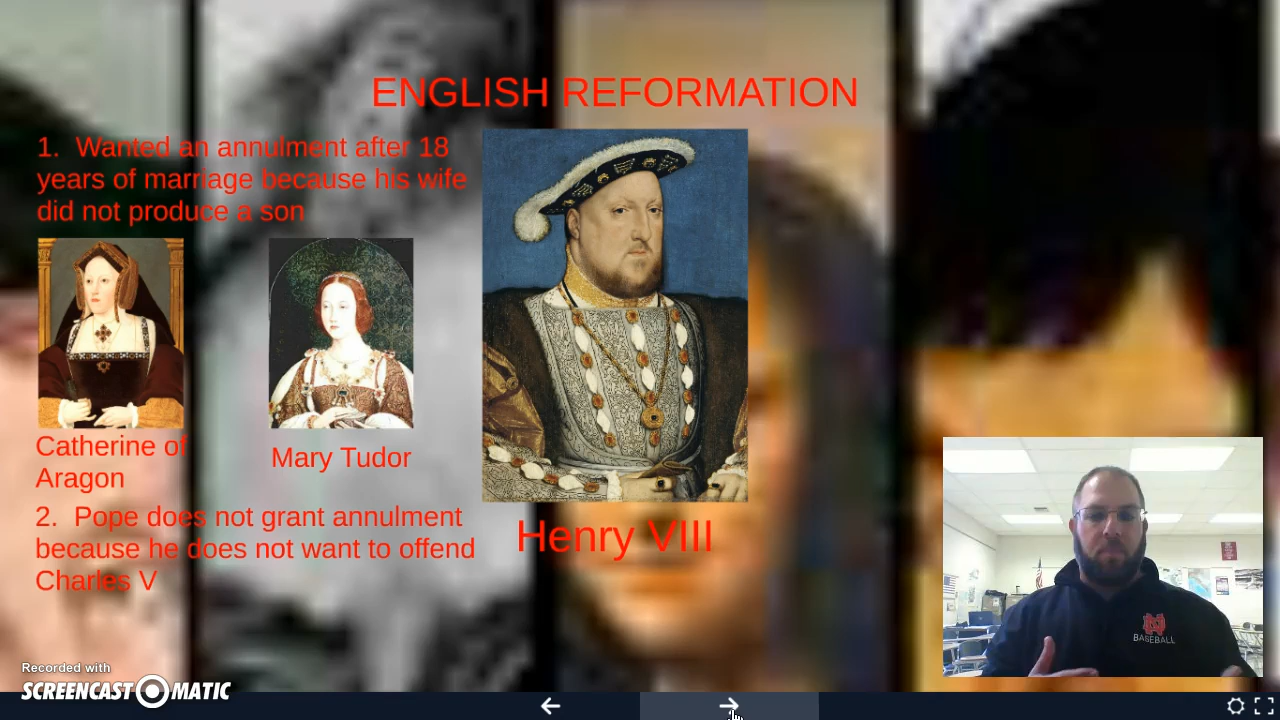 ENGLISH REFORMATION
1. Wanted an annulment after 18
years of marriage because his wife
did not produce a son
Catherine of
Aragon
Mary Tudor
2. Pope does not grant annulment
because he does not want to offend
Charles V
Henry VIII
BASEBALL
Recorded with
SCREENCAST MATIC